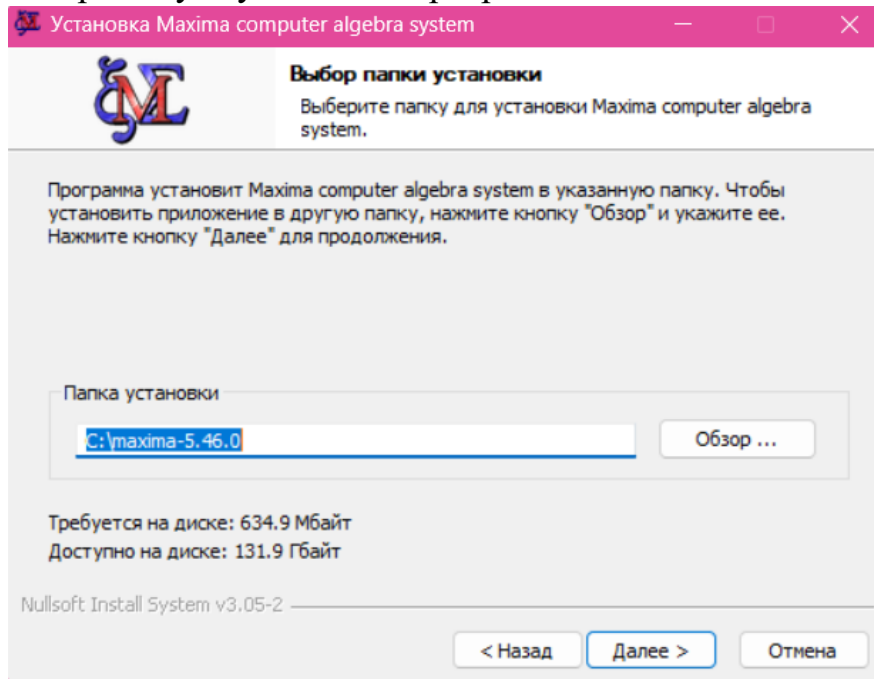 Установка Maxima computer algebra system
Выбор папки установки
Выберите папку для установки Maxima computer algebra
system.
Программа установит Maxima computer algebra system в указанную папку. Чтобы
установить приложение в другую папку, нажмите кнопку "Обзор" и укажите ее.
Нажмите кнопку "Далее" для продолжения.
Папка установки
C:\maxima-5.46.0
Обзор ...
Требуется на диске: 634.9 Мбайт
Доступно на диске: 131.9 Гбайт
Nullsoft Install System v3.05-2
< Назад
Далее >
Отмена